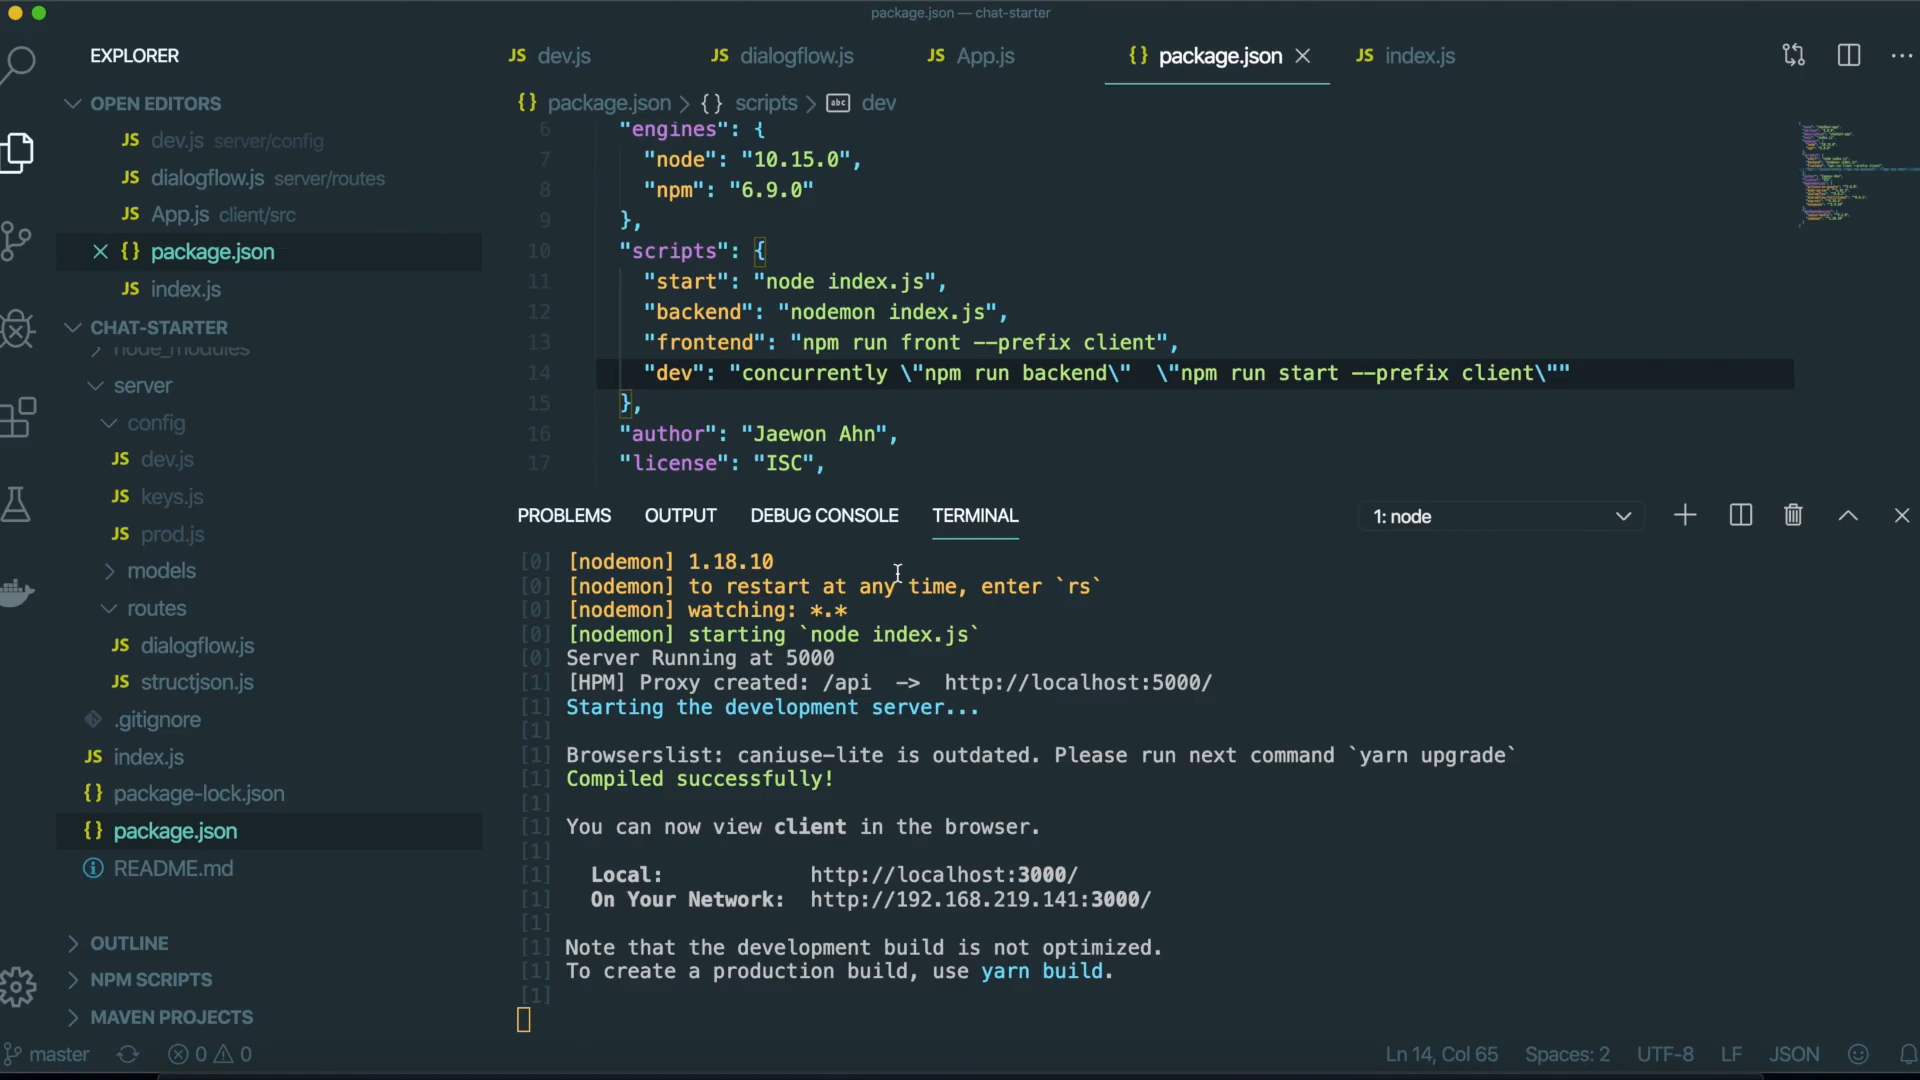 package.json — chat-starter
EXPLORER
OPEN EDITORS
JS dev.js server/config
JS dialogflow.js server/routes
JS App.js client/src
{} package.json
JS index.js
CHAT-STARTER
node_modules
server
config
JS dev.js
JS keys.js
JS prod.js
models
routes
JS dialogflow.js
JS structjson.js
.gitignore
JS index.js
{} package-lock.json
{} package.json
README.md
OUTLINE
NPM SCRIPTS
MAVEN PROJECTS
JS dev.js JS dialogflow.js JS App.js {} package.json JS index.js
{} package.json > {} scripts > abc dev
6 "engines": {
7 "node": "10.15.0",
8 "npm": "6.9.0"
9 },
10 "scripts": {
11 "start": "node index.js",
12 "backend": "nodemon index.js",
13 "frontend": "npm run front --prefix client",
14 "dev": "concurrently \"npm run backend\"  \"npm run start --prefix client\""
15 },
16 "author": "Jaewon Ahn",
17 "license": "ISC",
PROBLEMS OUTPUT DEBUG CONSOLE TERMINAL 1: node
[0] [nodemon] 1.18.10
[0] [nodemon] to restart at any time, enter `rs`
[0] [nodemon] watching: *.*
[0] [nodemon] starting `node index.js`
[0] Server Running at 5000
[1] [HPM] Proxy created: /api  ->  http://localhost:5000/
[1] Starting the development server...
[1]
[1] Browserslist: caniuse-lite is outdated. Please run next command `yarn upgrade`
[1] Compiled successfully!
[1]
[1] You can now view client in the browser.
[1]
[1] Local: http://localhost:3000/
[1] On Your Network: http://192.168.219.141:3000/
[1]
[1] Note that the development build is not optimized.
[1] To create a production build, use yarn build.
[1]
master 0 0 Ln 14, Col 65 Spaces: 2 UTF-8 LF JSON